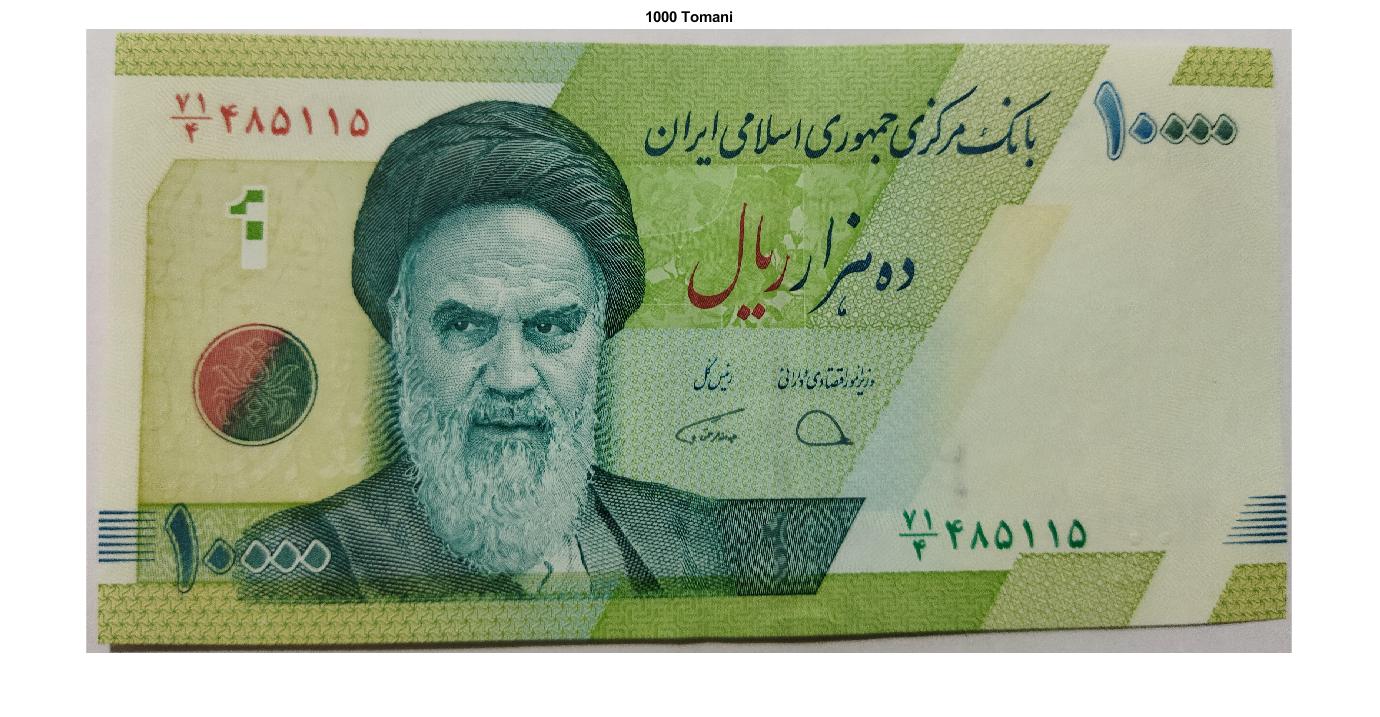 1000 Tomani
بانک مرکزی جمهوری اسلامی ایران
۱۰۰۰۰
۷۱/۴ ۴۸۵۱۱۵
۱
ده هزار ریال
وزیر امور اقتصادی و دارائی
رئیس کل
۷۱/۴ ۴۸۵۱۱۵
۱۰۰۰۰